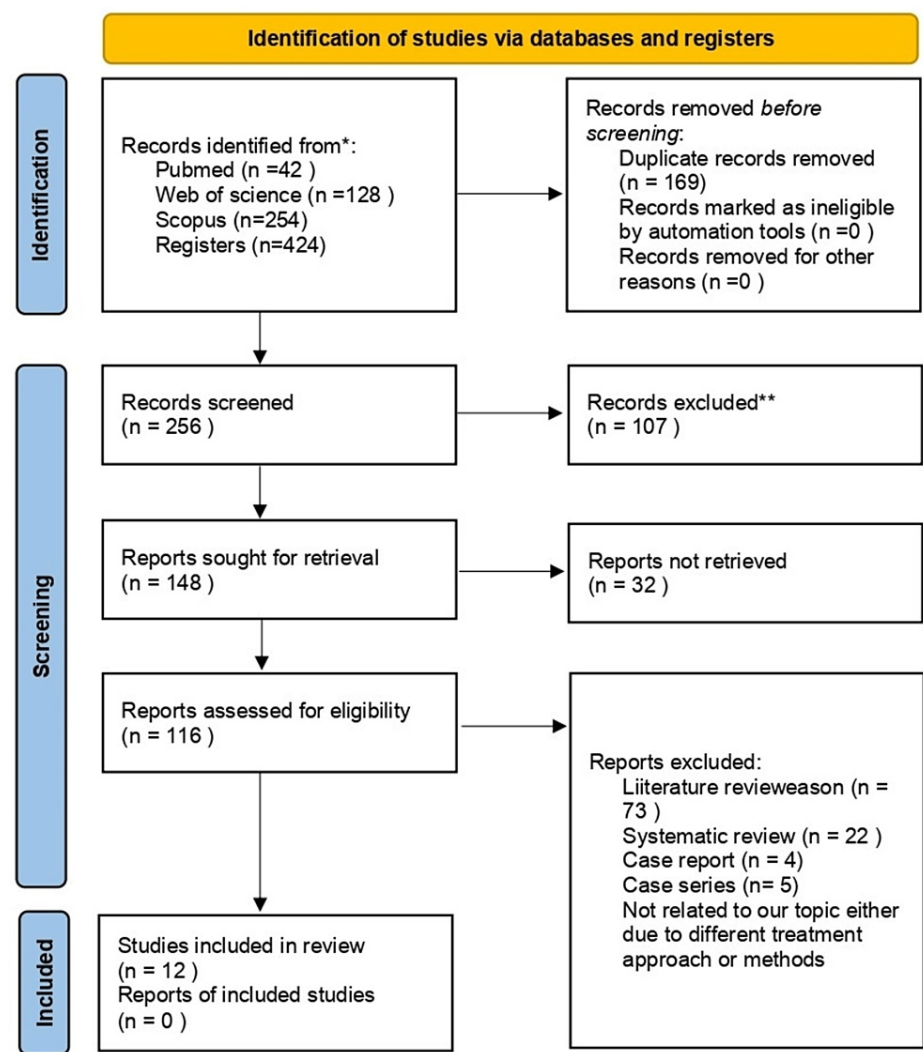 Identification of studies via databases and registers
Identification
Records identified from*:
Pubmed (n =42 )
Web of science (n =128 )
Scopus (n=254)
Registers (n=424)
Records removed before
screening:
Duplicate records removed
(n = 169)
Records marked as ineligible
by automation tools (n =0 )
Records removed for other
reasons (n =0 )
Screening
Records screened
(n = 256 )
Records excluded**
(n = 107 )
Reports sought for retrieval
(n = 148 )
Reports not retrieved
(n = 32 )
Reports assessed for eligibility
(n = 116 )
Reports excluded:
Liiterature revieweason (n =
73 )
Systematic review (n = 22 )
Case report (n = 4)
Case series (n= 5)
Not related to our topic either
due to different treatment
approach or methods
Included
Studies included in review
(n = 12 )
Reports of included studies
(n = 0 )